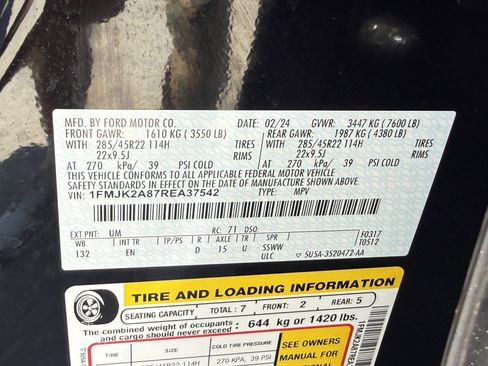 MFD. BY FORD MOTOR CO. 02/24 GVWR: 3447 KG (7600 LB)
FRONT GAWR: 1610 KG (3550 LB) REAR GAWR: 1987 KG (4380 LB)
WITH 285/45R22 114H TIRES WITH 285/45R22 114H TIRES
22x9.5J RIMS 22x9.5J RIMS
AT 270 kPa/ 39 PSI COLD AT 270 kPa/ 39 PSI COLD
THIS VEHICLE CONFORMS TO ALL APPLICABLE FEDERAL MOTOR VEHICLE
SAFETY AND THEFT PREVENTION STANDARDS IN EFFECT ON THE DATE OF MANUFACTURE SHOWN ABOVE.
VIN: 1FMJK2A87REA37542 TYPE: MPV
EXT PNT: UM RC: 71 DSO: F0317
WB INT TR TP/PS R AXLE TR SPR T0512
132 EN D 15 U SSWW
ULC 5U5A-3520472-AA
TIRE AND LOADING INFORMATION
SEATING CAPACITY TOTAL: 7 FRONT: 2 REAR: 5
The combined weight of occupants
and cargo should never exceed: 644 kg or 1420 lbs.
TIRE SIZE COLD TIRE PRESSURE SEE OWNERS
MANUAL FOR
285/45R22 114H 270 KPA, 39 PSI ADDITIONAL